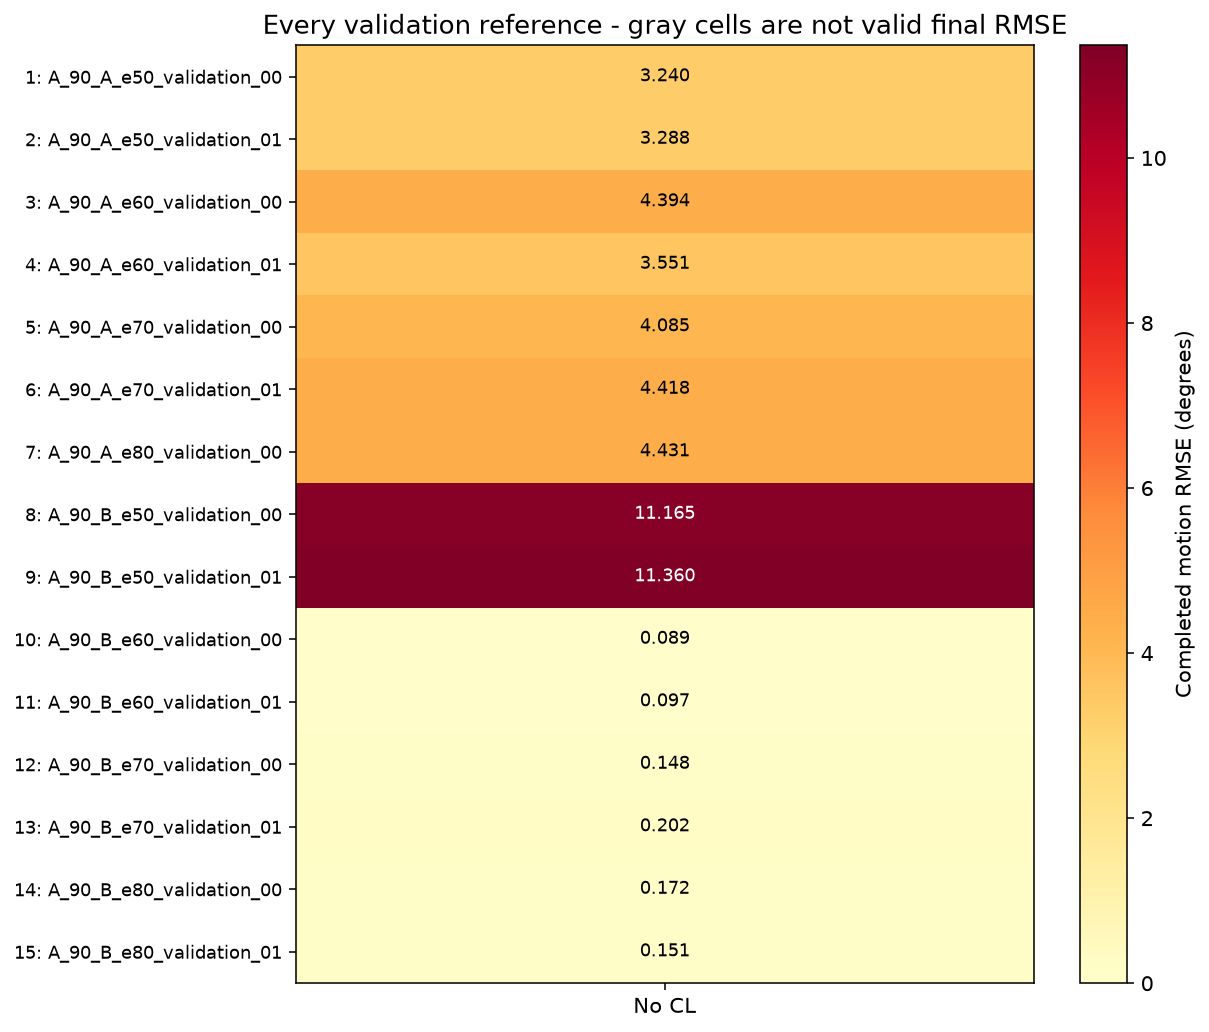 Every validation reference - gray cells are not valid final RMSE
1: A_90_A_e50_validation_00 3.240
2: A_90_A_e50_validation_01 3.288
3: A_90_A_e60_validation_00 4.394
4: A_90_A_e60_validation_01 3.551
5: A_90_A_e70_validation_00 4.085
6: A_90_A_e70_validation_01 4.418
7: A_90_A_e80_validation_00 4.431
8: A_90_B_e50_validation_00 11.165
9: A_90_B_e50_validation_01 11.360
10: A_90_B_e60_validation_00 0.089
11: A_90_B_e60_validation_01 0.097
12: A_90_B_e70_validation_00 0.148
13: A_90_B_e70_validation_01 0.202
14: A_90_B_e80_validation_00 0.172
15: A_90_B_e80_validation_01 0.151
No CL
10
8
6
4
2
0
Completed motion RMSE (degrees)